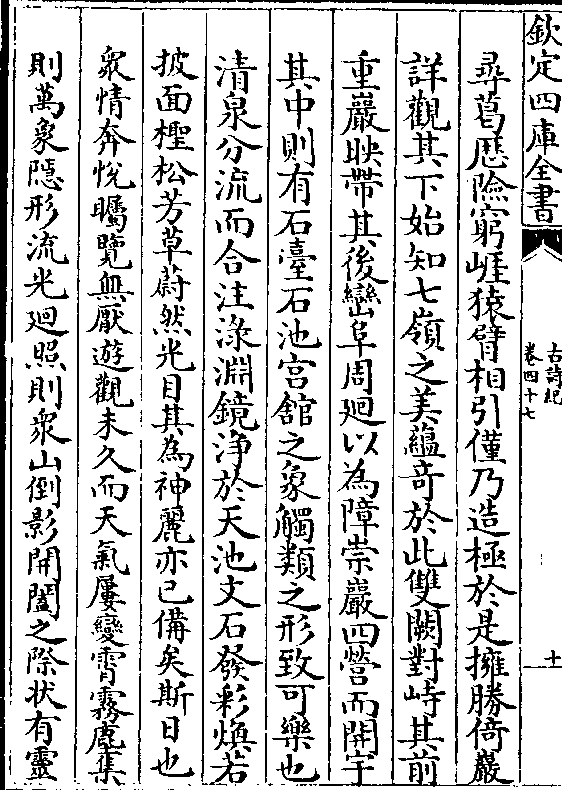 欽定四庫全書
古詩紀
卷四十七
十
尋葛歴險窮崕猿臂相引僅乃造極於是擁勝倚巖
詳觀其下始知七嶺之美藴奇於此雙闕對峙其前
重巖映帶其後巒阜周廻以為障崇巖四營而開宇
其中則有石臺石池宫館之象觸類之形致可樂也
清泉分流而合注渌淵鏡浄於天池文石發彩煥若
披面檉松芳草蔚然光目其為神麗亦已備矣斯日也
衆情奔恱矚覽無厭遊觀未久而天氣屢變霄霧塵集
則萬象隱形流光廻照則衆山倒影開闔之際狀有靈